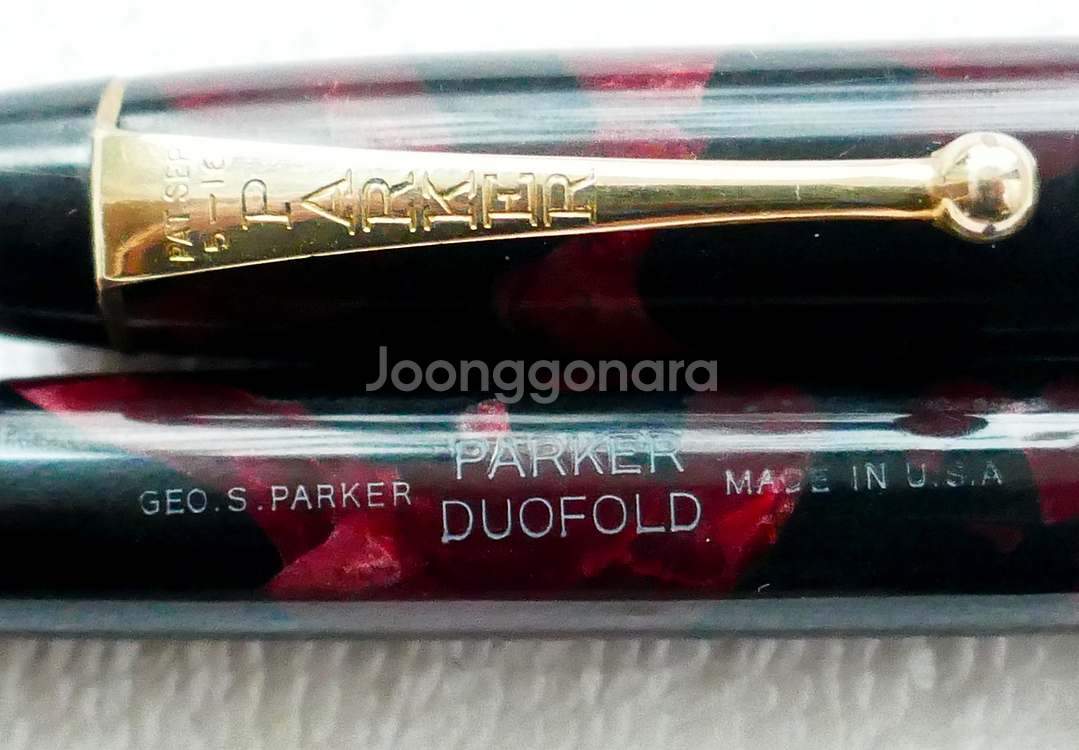 PAT SEP
5-16
PARKER
Joonggonara
GEO.S.PARKER
PARKER
DUOFOLD
MADE IN U.S.A